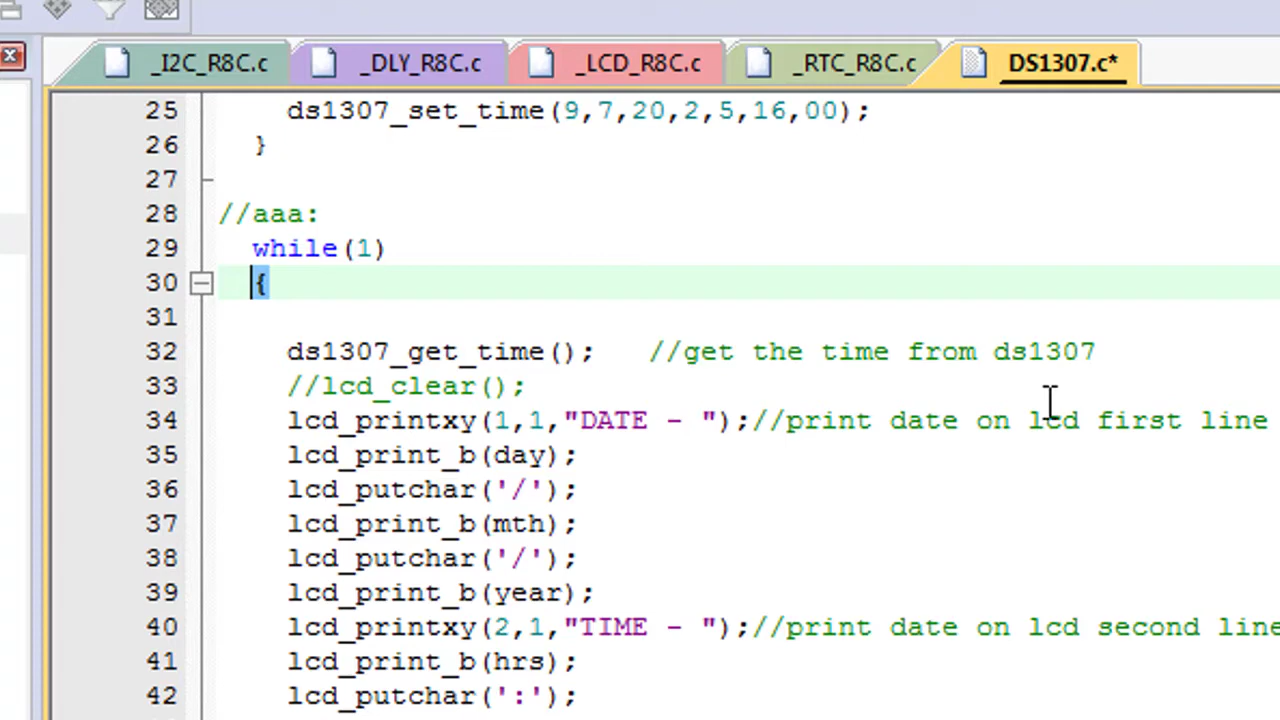 _I2C_R8C.c _DLY_R8C.c _LCD_R8C.c _RTC_R8C.c DS1307.c*
25 ds1307_set_time(9,7,20,2,5,16,00);
26 }
27
28 //aaa:
29 while(1)
30 {
31
32 ds1307_get_time(); //get the time from ds1307
33 //lcd_clear();
34 lcd_printxy(1,1,"DATE - ");//print date on lcd first line
35 lcd_print_b(day);
36 lcd_putchar('/');
37 lcd_print_b(mth);
38 lcd_putchar('/');
39 lcd_print_b(year);
40 lcd_printxy(2,1,"TIME - ");//print date on lcd second line
41 lcd_print_b(hrs);
42 lcd_putchar(':');